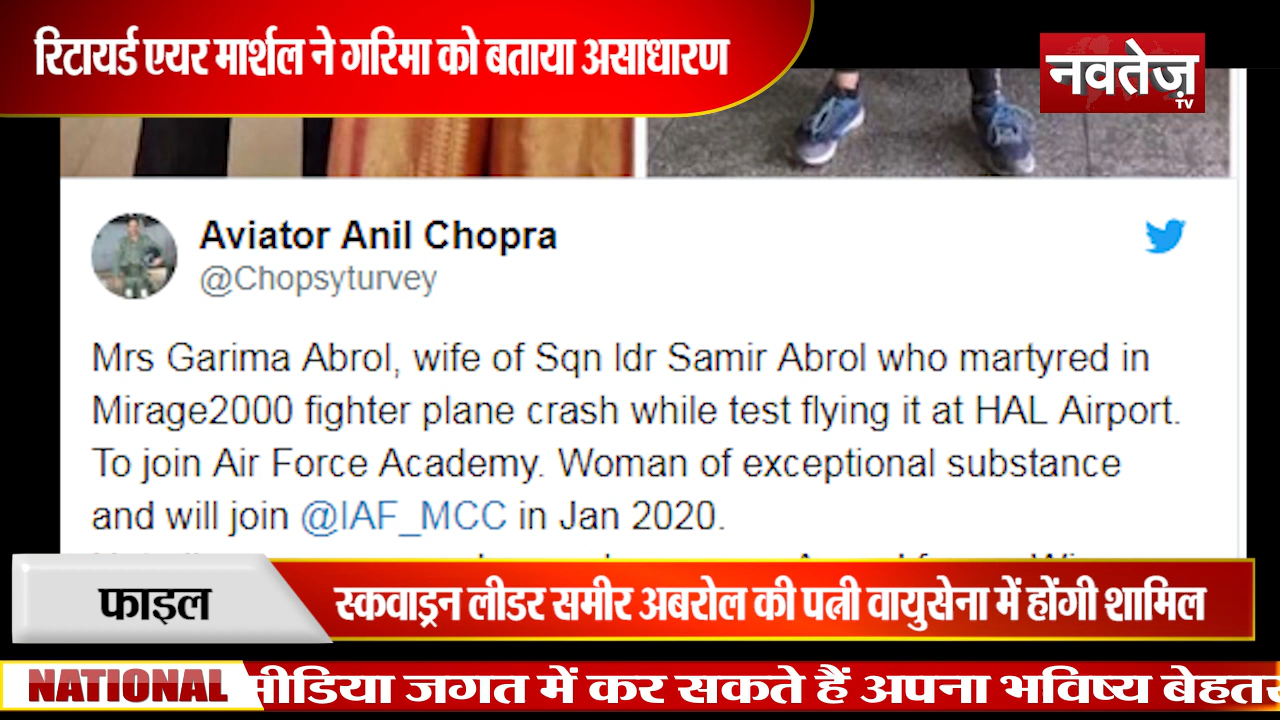 रिटायर्ड एयर मार्शल ने गरिमा को बताया असाधारण
नवतेज़
TV
Aviator Anil Chopra
@Chopsyturvey
Mrs Garima Abrol, wife of Sqn ldr Samir Abrol who martyred in
Mirage2000 fighter plane crash while test flying it at HAL Airport.
To join Air Force Academy. Woman of exceptional substance
and will join @IAF_MCC in Jan 2020.
फाइल
स्कवाड्रन लीडर समीर अबरोल की पत्नी वायुसेना में होंगी शामिल
NATIONAL
मीडिया जगत में कर सकते हैं अपना भविष्य बेहतर